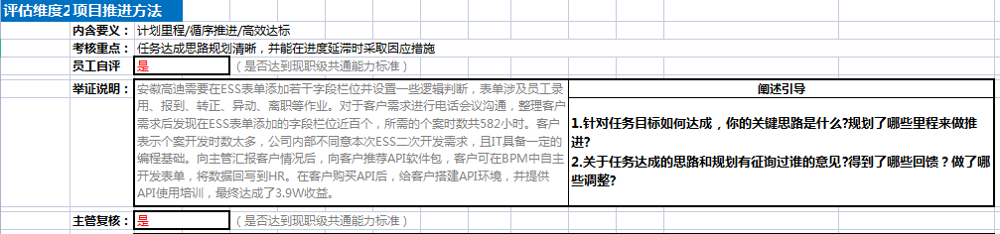 评估维度2项目推进方法
内含要义：计划里程/循序推进/高效达标
考核重点：任务达成思路规划清晰，并能在进度延滞时采取因应措施
员工自评 是 （是否达到现职级共通能力标准）
举证说明：安徽高迪需要在ESS表单添加若干字段栏位并设置一些逻辑判断，表单涉及员工录
用、报到、转正、异动、离职等作业。对于客户需求进行电话会议沟通，整理客户
需求后发现在ESS表单添加的字段栏位近百个，所需的个案时数共582小时。客户
表示个案开发时数太多，公司内部不同意本次ESS二次开发需求，且IT具备一定的
编程基础。向主管汇报客户情况后，向客户推荐API软件包，客户可在BPM中自主
开发表单，将数据回写到HR。在客户购买API后，给客户搭建API环境，并提供
API使用培训，最终达成了3.9W收益。
阐述引导
1.针对任务目标如何达成，你的关键思路是什么?规划了哪些里程来做推
进?
2.关于任务达成的思路和规划有征询过谁的意见?得到了哪些回馈？做了哪
些调整?
主管复核：是 （是否达到现职级共通能力标准）